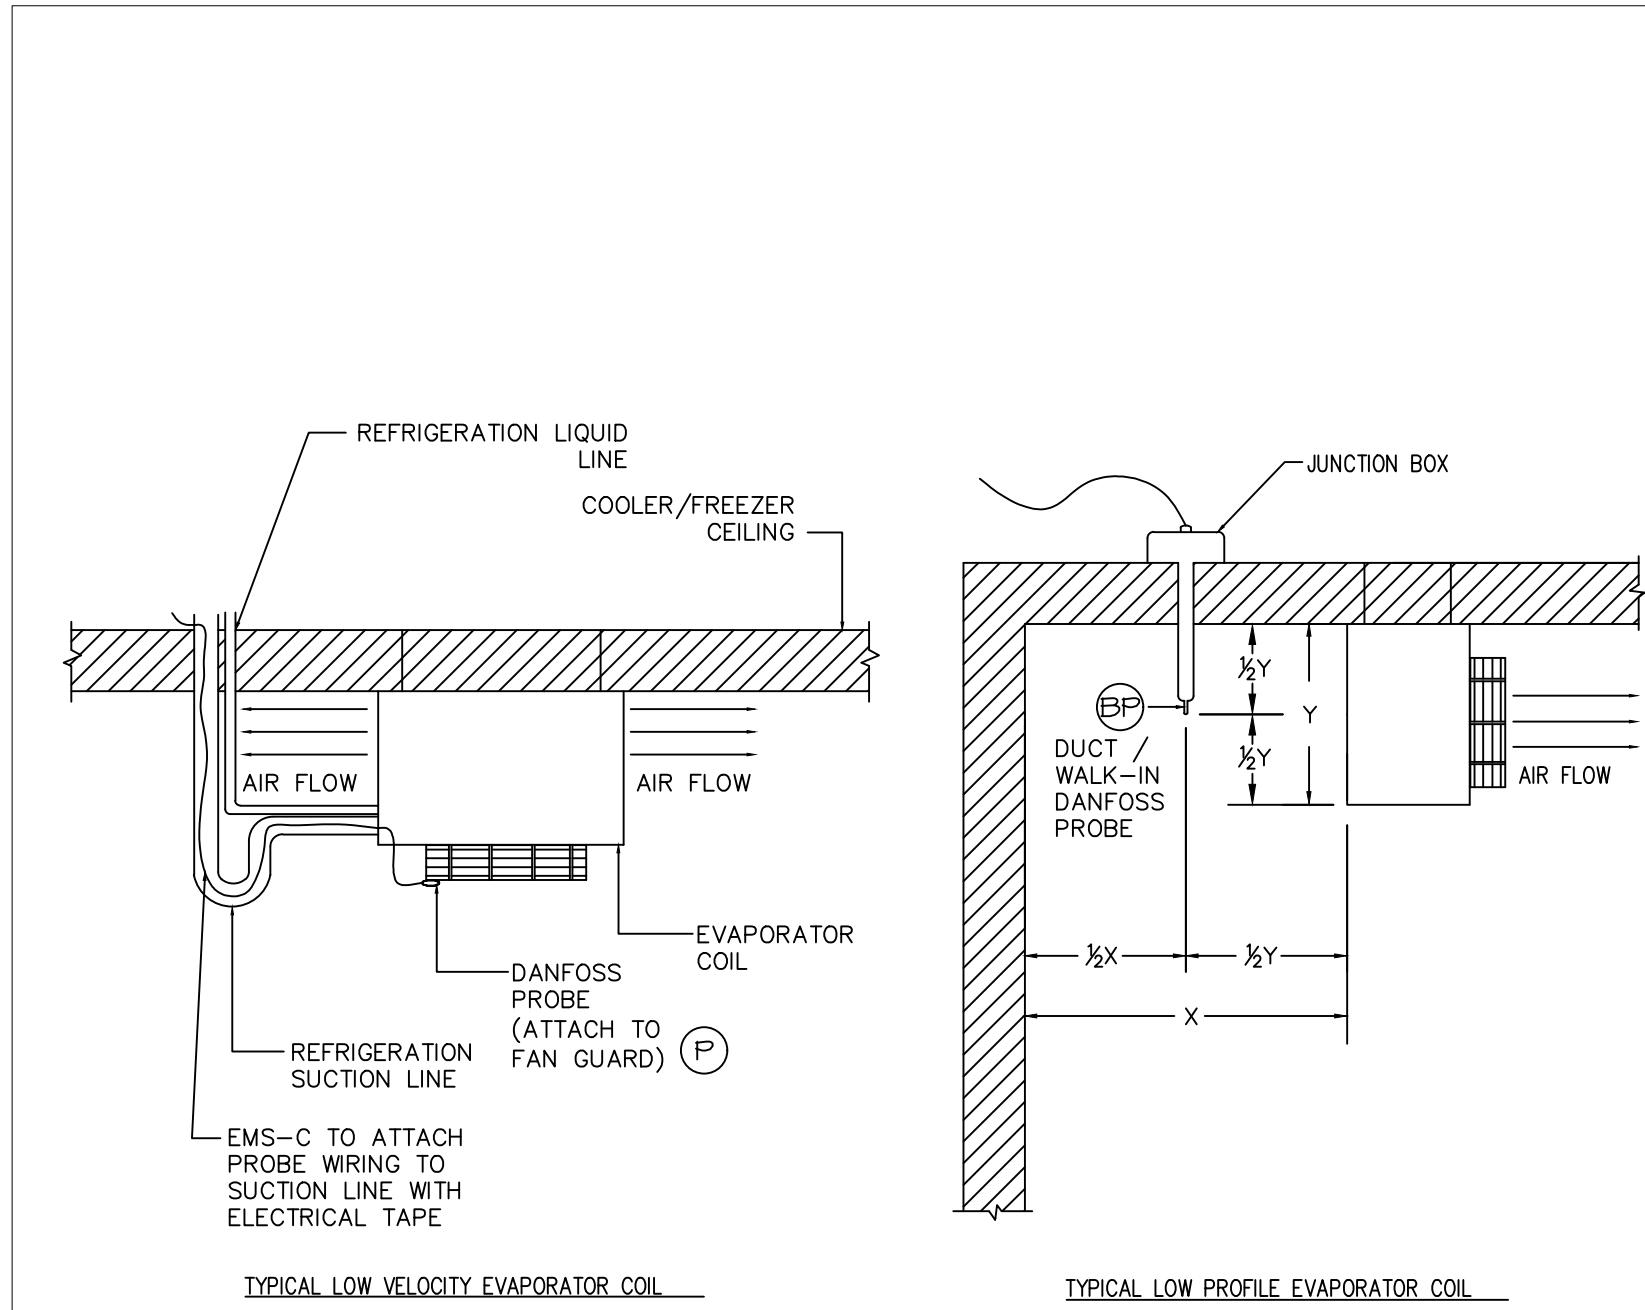 REFRIGERATION LIQUID
LINE
COOLER/FREEZER
CEILING
AIR FLOW
AIR FLOW
EVAPORATOR
COIL
DANFOSS
PROBE
(ATTACH TO
FAN GUARD)
P
REFRIGERATION
SUCTION LINE
EMS-C TO ATTACH
PROBE WIRING TO
SUCTION LINE WITH
ELECTRICAL TAPE
TYPICAL LOW VELOCITY EVAPORATOR COIL
JUNCTION BOX
½Y
Y
½Y
BP
DUCT /
WALK-IN
DANFOSS
PROBE
AIR FLOW
½X
½Y
X
TYPICAL LOW PROFILE EVAPORATOR COIL